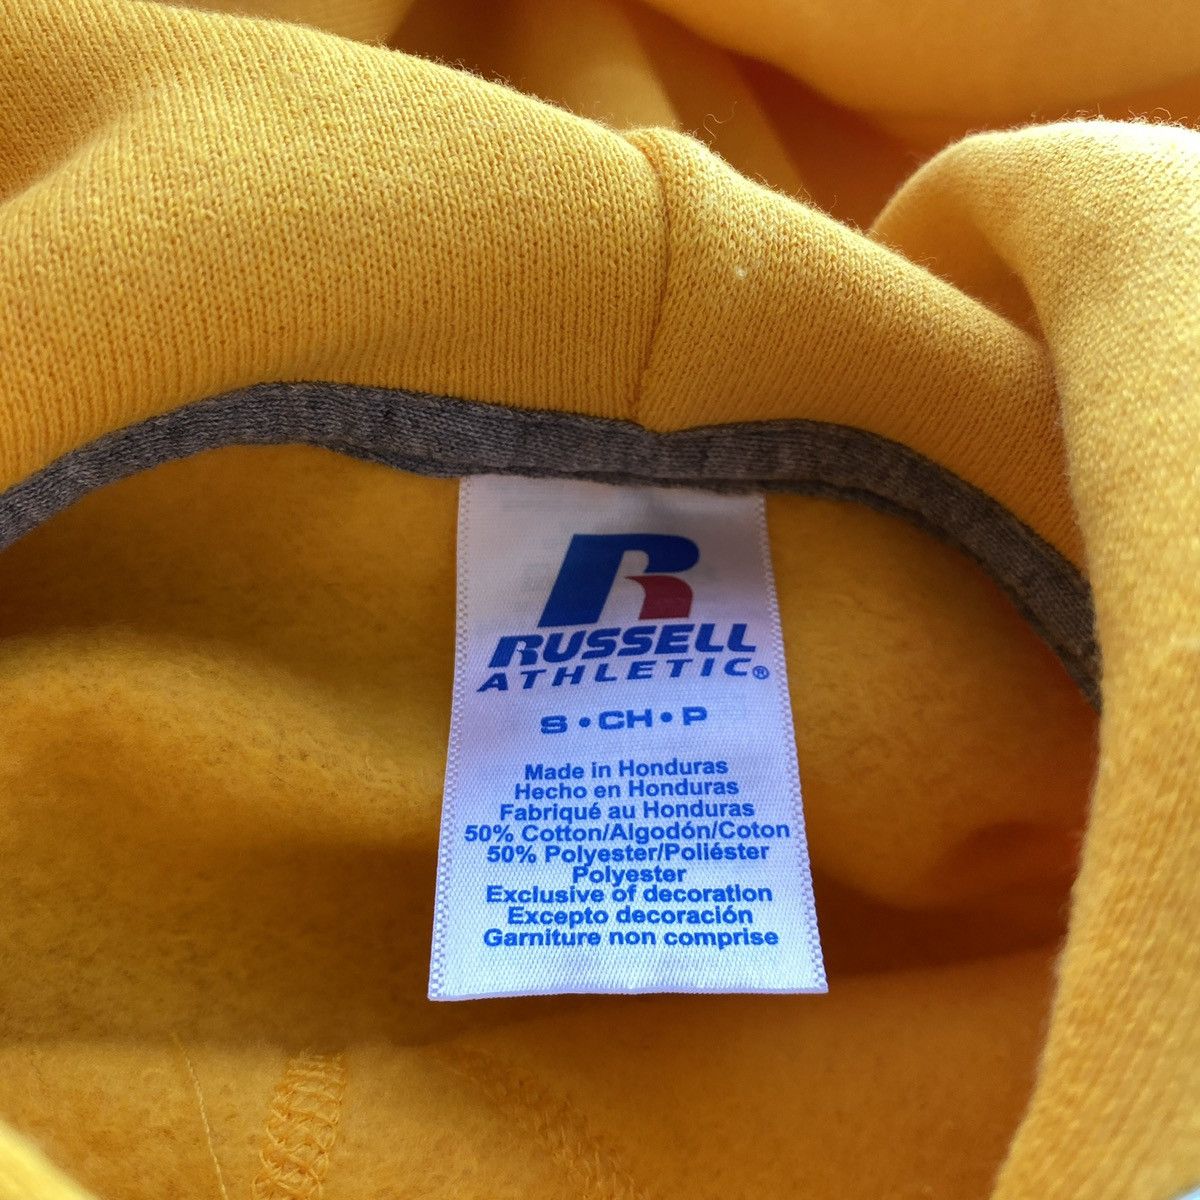 R
RUSSELL
ATHLETIC®
S • CH • P
Made in Honduras
Hecho en Honduras
Fabriqué au Honduras
50% Cotton/Algodón/Coton
50% Polyester/Poliéster
Polyester
Exclusive of decoration
Excepto decoración
Garniture non comprise